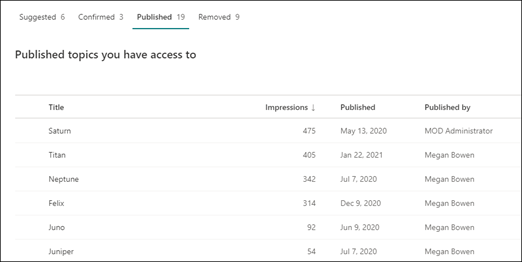 Suggested 6 Confirmed 3 Published 19 Removed 9
Published topics you have access to
Title Impressions ↓ Published Published by
Saturn 475 May 13, 2020 MOD Administrator
Titan 405 Jan 22, 2021 Megan Bowen
Neptune 342 Jul 7, 2020 Megan Bowen
Felix 314 Dec 9, 2020 Megan Bowen
Juno 92 Jun 9, 2020 Megan Bowen
Juniper 54 Jul 7, 2020 Megan Bowen